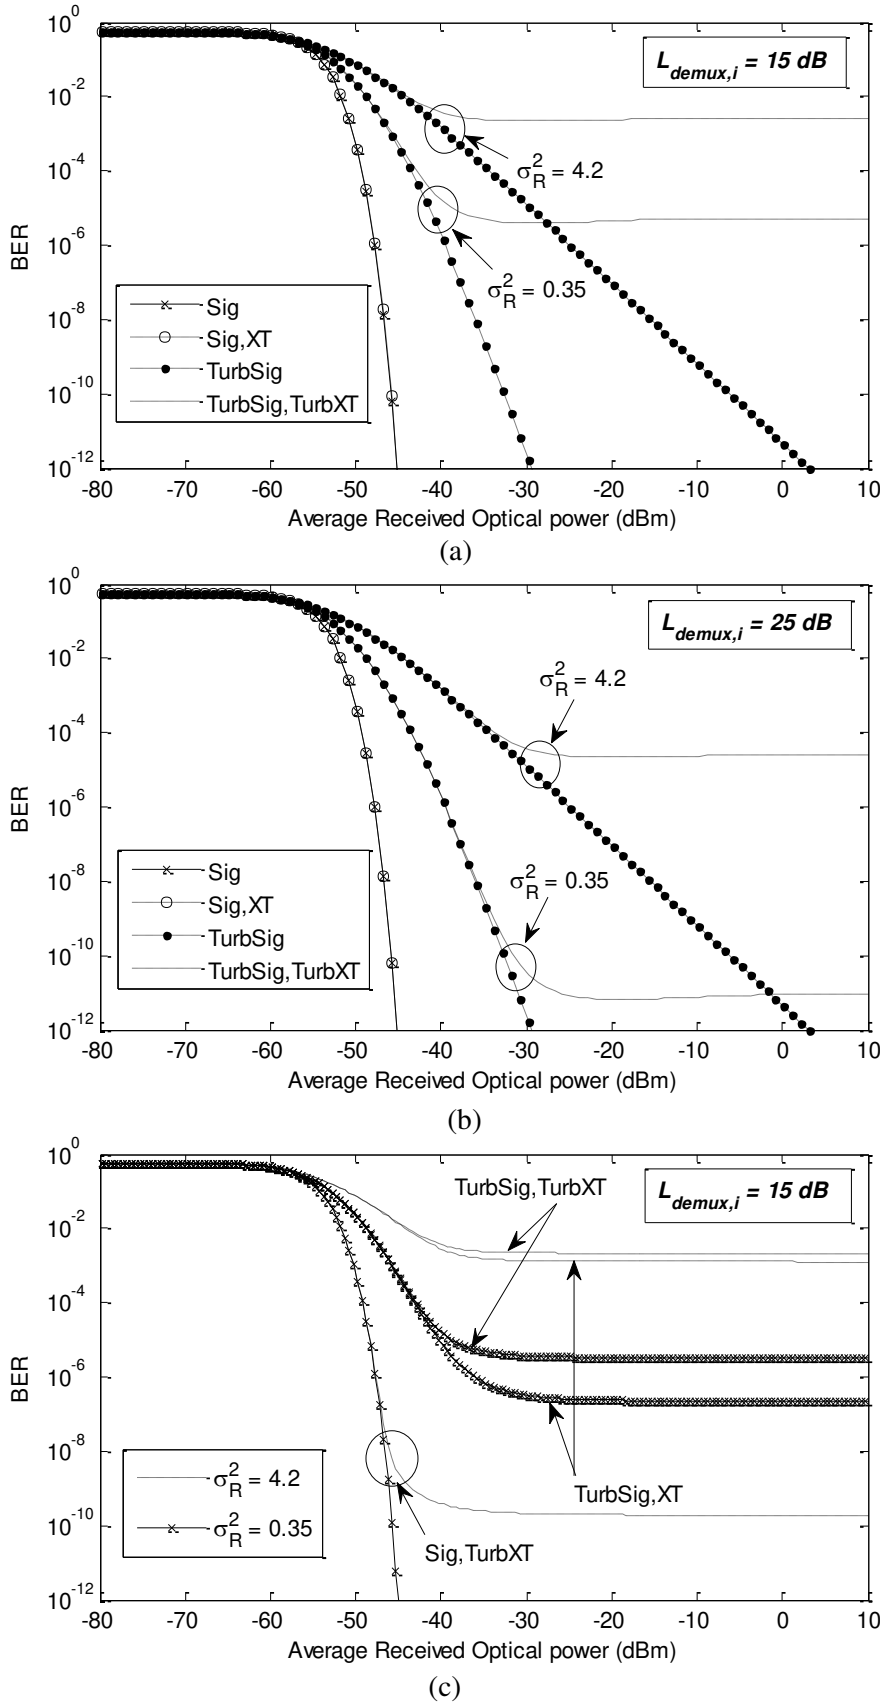 10^0
10^-2
10^-4
10^-6
10^-8
10^-10
10^-12
BER
L_demux,i = 15 dB
σ_R^2 = 4.2
σ_R^2 = 0.35
Sig
Sig,XT
TurbSig
TurbSig,TurbXT
-80 -70 -60 -50 -40 -30 -20 -10 0 10
Average Received Optical power (dBm)
(a)
10^0
10^-2
10^-4
10^-6
10^-8
10^-10
10^-12
BER
L_demux,i = 25 dB
σ_R^2 = 4.2
σ_R^2 = 0.35
Sig
Sig,XT
TurbSig
TurbSig,TurbXT
-80 -70 -60 -50 -40 -30 -20 -10 0 10
Average Received Optical power (dBm)
(b)
10^0
10^-2
10^-4
10^-6
10^-8
10^-10
10^-12
BER
L_demux,i = 15 dB
TurbSig,TurbXT
TurbSig,XT
Sig,TurbXT
σ_R^2 = 4.2
σ_R^2 = 0.35
-80 -70 -60 -50 -40 -30 -20 -10 0 10
Average Received Optical power (dBm)
(c)